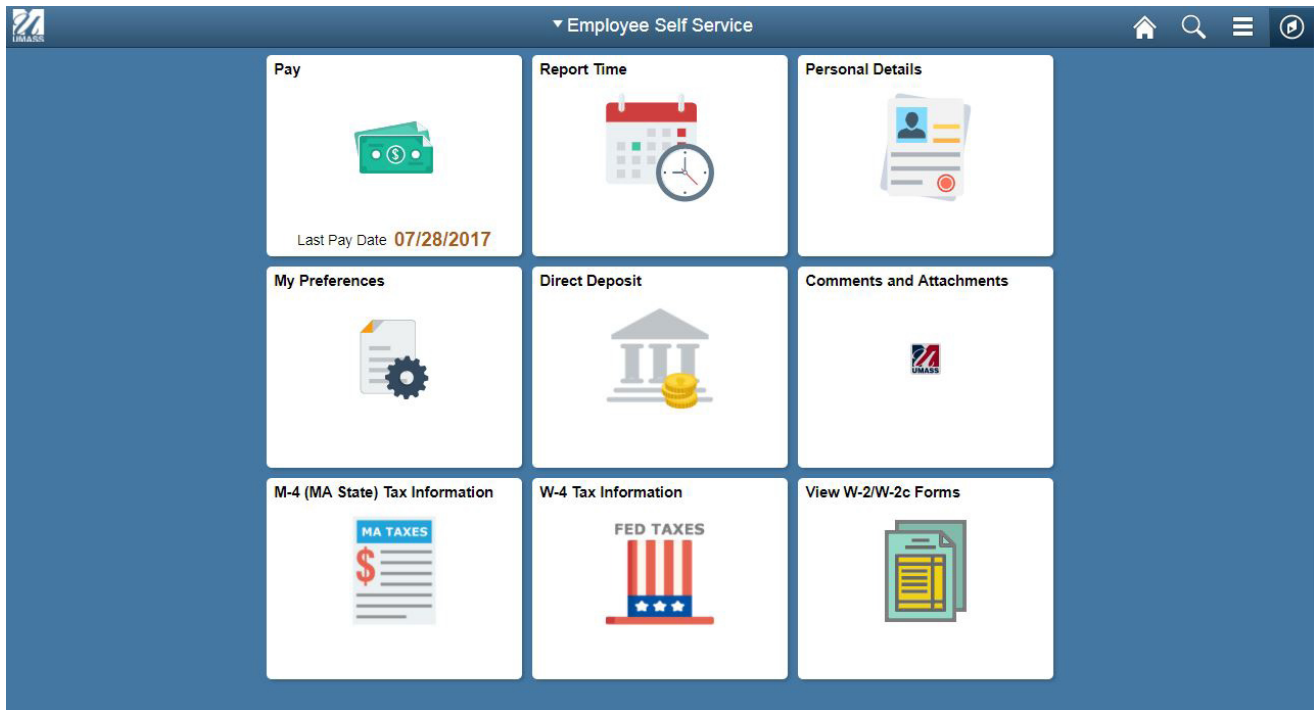 UMASS
Employee Self Service
Pay
Report Time
Personal Details
Last Pay Date 07/28/2017
My Preferences
Direct Deposit
Comments and Attachments
UMASS
M-4 (MA State) Tax Information
W-4 Tax Information
View W-2/W-2c Forms
MA TAXES
$
FED TAXES